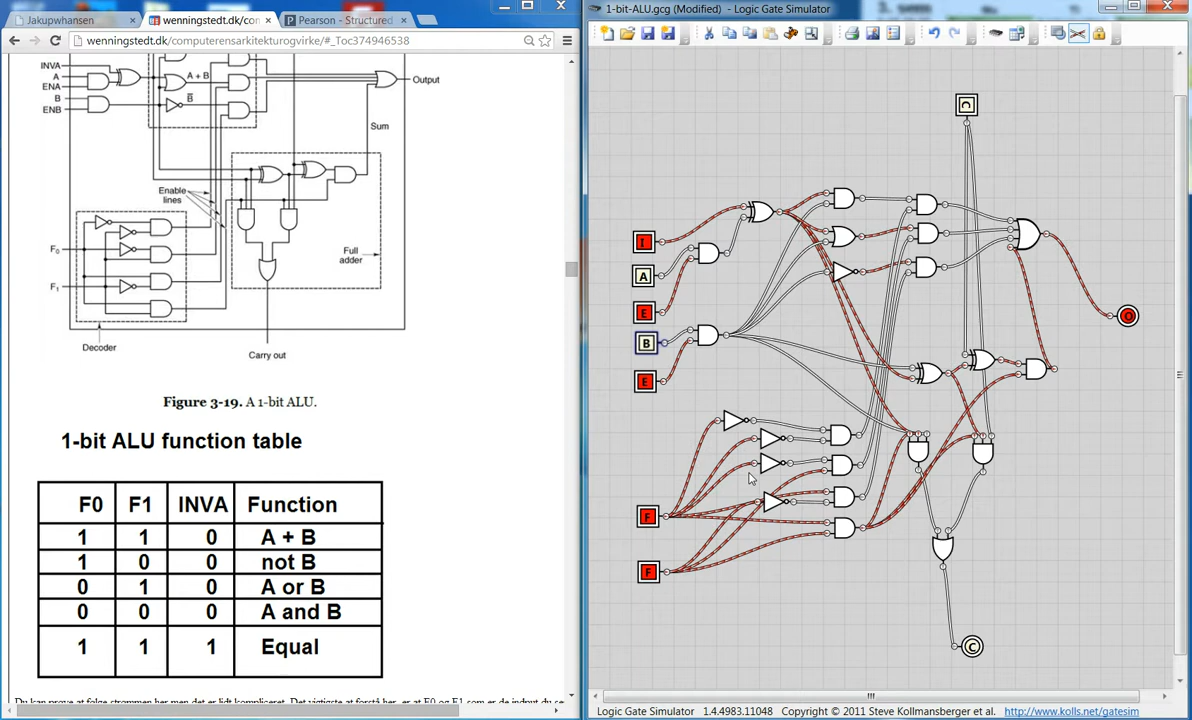 Jakupwhansen
wenningstedt.dk/con
Pearson - Structured
wenningstedt.dk/computerensarkitekturogvirke/#_Toc374946538
INVA
A
ENA
B
ENB
A + B
B
Output
Sum
Enable
lines
F0
F1
Full
adder
Decoder
Carry out
Figure 3-19. A 1-bit ALU.
1-bit ALU function table
F0 F1 INVA Function
1 1 0 A + B
1 0 0 not B
0 1 0 A or B
0 0 0 A and B
1 1 1 Equal
1-bit-ALU.gcg (Modified) - Logic Gate Simulator
C
I
A
E
B
E
F
F
O
C
Logic Gate Simulator 1.4.4983.11048 Copyright © 2011 Steve Kollmansberger et al. http://www.kolls.net/gatesim